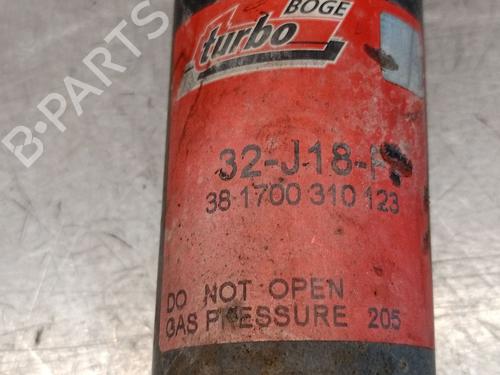 BOGE
turbo
B-PARTS
32-J18-F
38 1700 310 123
DO NOT OPEN
GAS PRESSURE 205